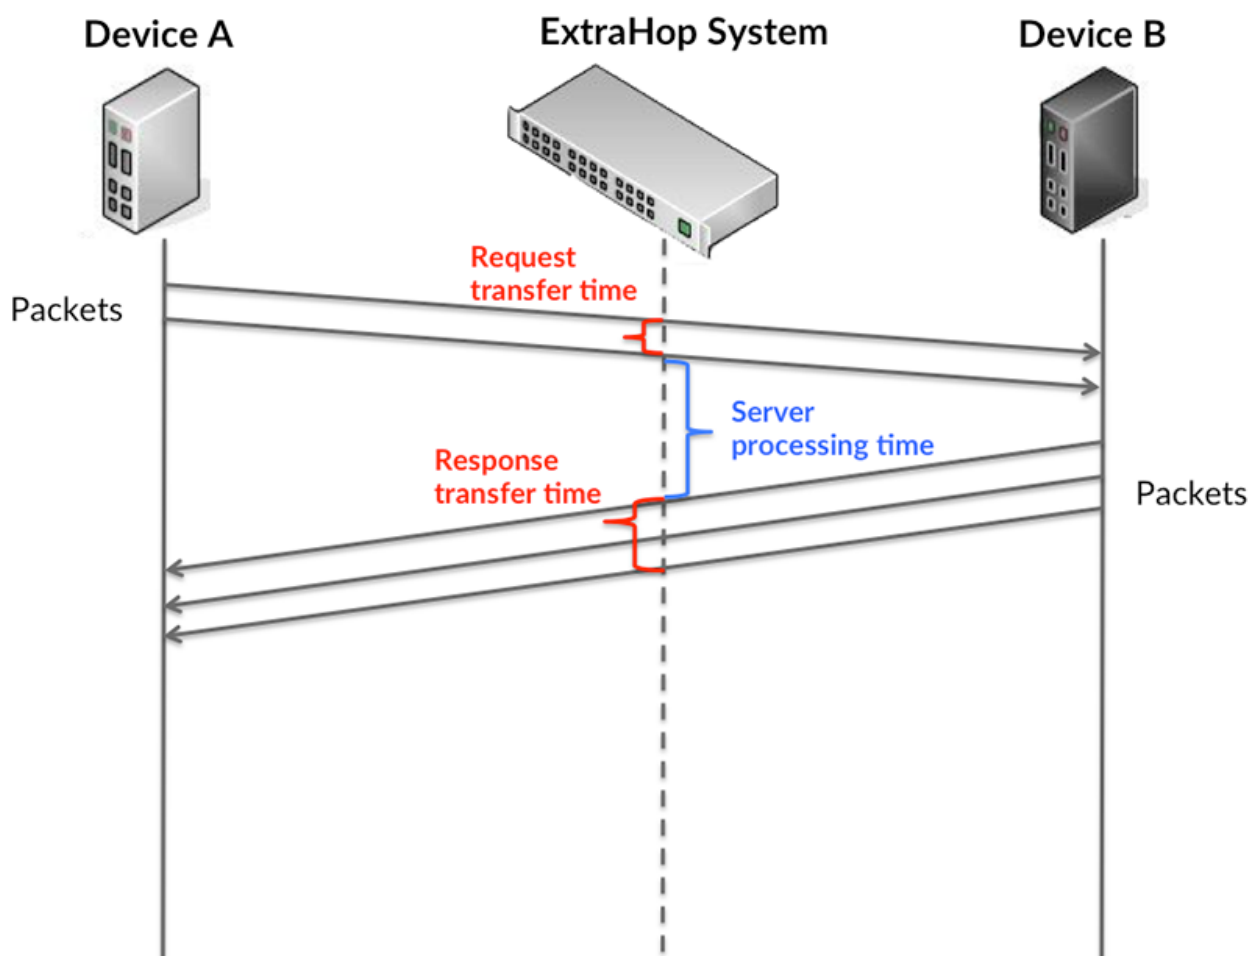 Device A
ExtraHop System
Device B
Request
transfer time
Packets
Server
processing time
Response
transfer time
Packets